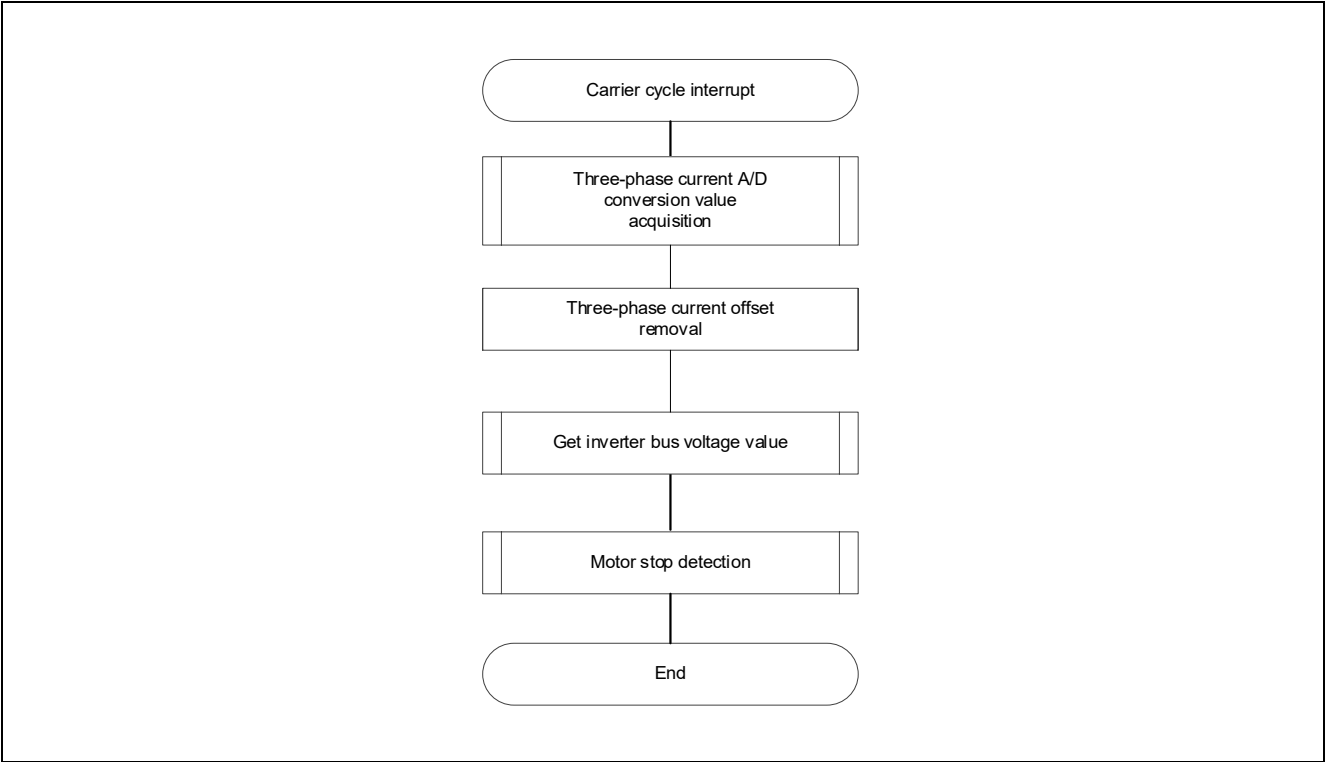 Carrier cycle interrupt
Three-phase current A/D
conversion value
acquisition
Three-phase current offset
removal
Get inverter bus voltage value
Motor stop detection
End